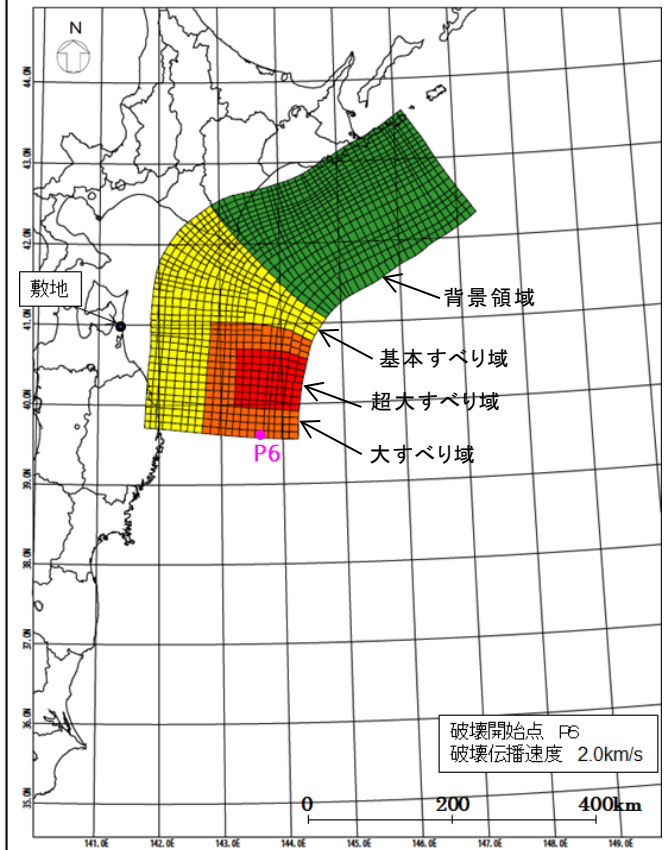 N
44.0N
43.0N
42.0N
敷地
41.0N
背景領域
基本すべり域
超大すべり域
40.0N
大すべり域
P6
39.0N
38.0N
37.0N
36.0N
破壊開始点 P6
破壊伝播速度 2.0km/s
35.0N
0 200 400km
141.0E 142.0E 143.0E 144.0E 145.0E 146.0E 147.0E 148.0E 149.0E